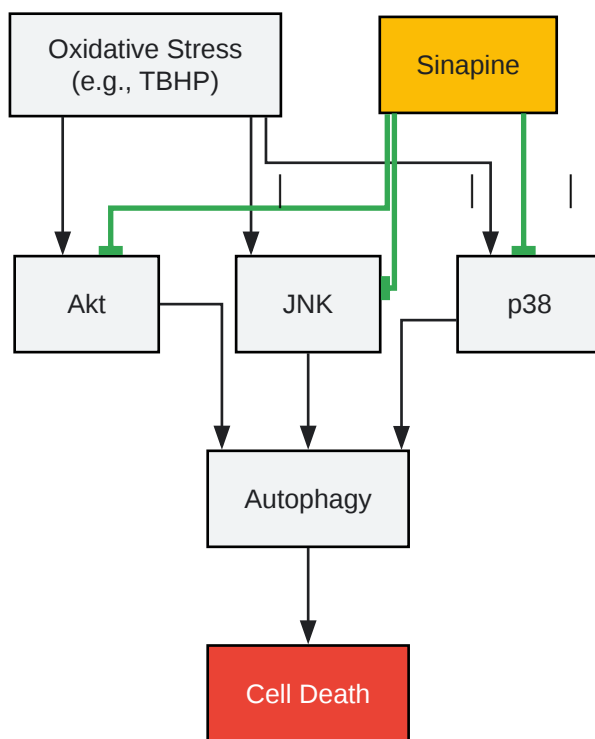 Oxidative Stress
(e.g., TBHP)
Sinapine
|
|
|
Akt
JNK
p38
Autophagy
Cell Death